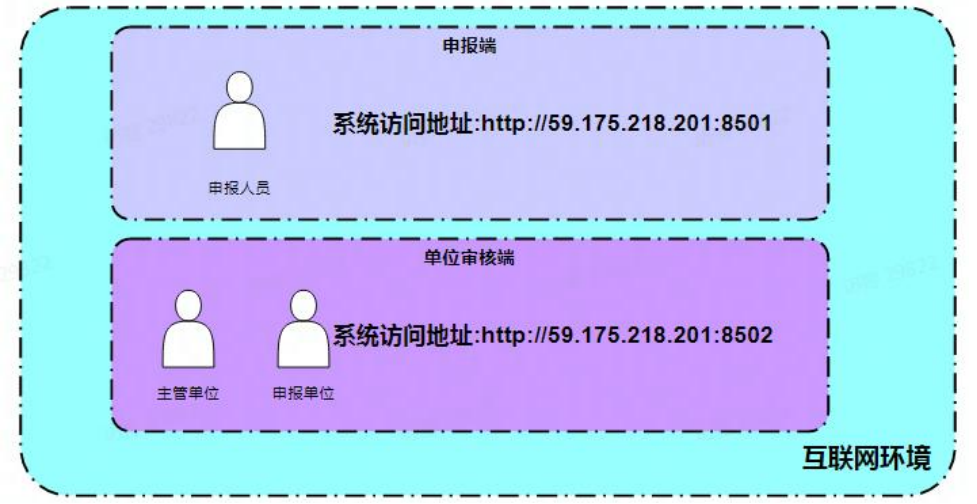 申报端
系统访问地址:http://59.175.218.201:8501
申报人员
单位审核端
系统访问地址:http://59.175.218.201:8502
主管单位
申报单位
互联网环境